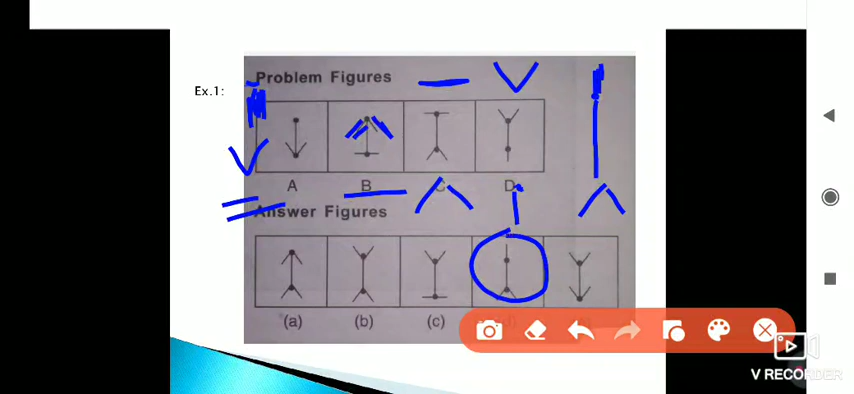 Problem Figures
Ex.1:
A B C D
Answer Figures
(a) (b) (c)
V RECORDER